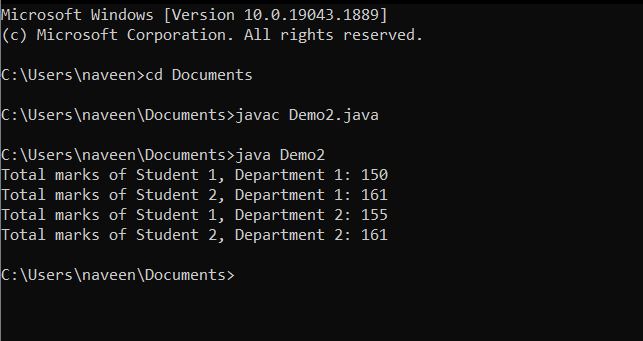 Microsoft Windows [Version 10.0.19043.1889]
(c) Microsoft Corporation. All rights reserved.
C:\Users\naveen>cd Documents
C:\Users\naveen\Documents>javac Demo2.java
C:\Users\naveen\Documents>java Demo2
Total marks of Student 1, Department 1: 150
Total marks of Student 2, Department 1: 161
Total marks of Student 1, Department 2: 155
Total marks of Student 2, Department 2: 161
C:\Users\naveen\Documents>